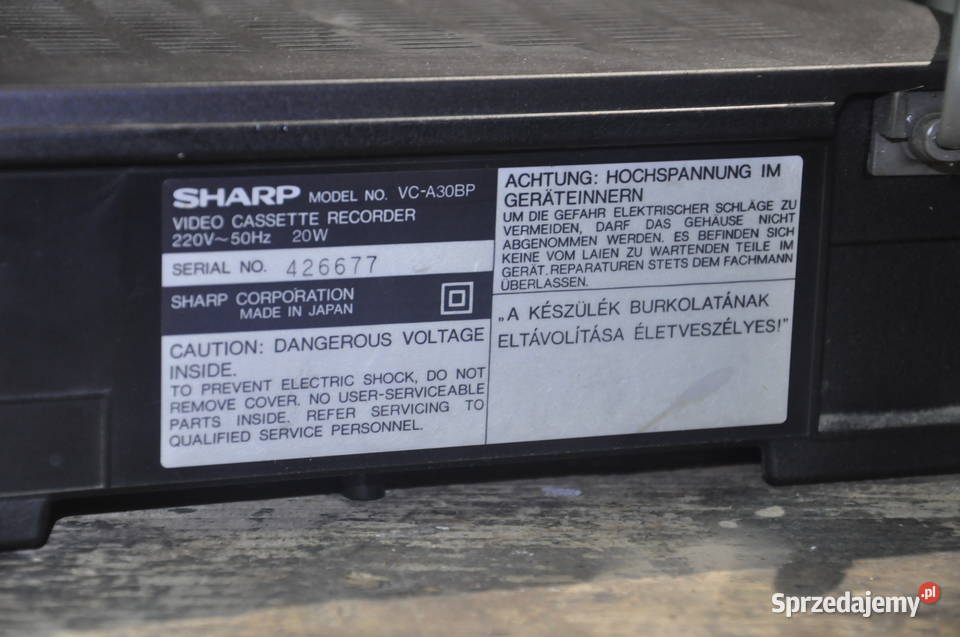 SHARP MODEL NO. VC-A30BP
VIDEO CASSETTE RECORDER
220V~50Hz 20W
SERIAL NO. 426677
SHARP CORPORATION
MADE IN JAPAN
CAUTION: DANGEROUS VOLTAGE
INSIDE.
TO PREVENT ELECTRIC SHOCK, DO NOT
REMOVE COVER. NO USER-SERVICEABLE
PARTS INSIDE. REFER SERVICING TO
QUALIFIED SERVICE PERSONNEL.
ACHTUNG: HOCHSPANNUNG IM
GERÄTEINNERN
UM DIE GEFAHR ELEKTRISCHER SCHLÄGE ZU
VERMEIDEN, DARF DAS GEHÄUSE NICHT
ABGENOMMEN WERDEN. ES BEFINDEN SICH
KEINE VOM LAIEN ZU WARTENDEN TEILE IM
GERÄT. REPARATUREN STETS DEM FACHMANN
ÜBERLASSEN.
„A KÉSZÜLÉK BURKOLATÁNAK
ELTÁVOLÍTÁSA ÉLETVESZÉLYES!"
Sprzedajemy.pl